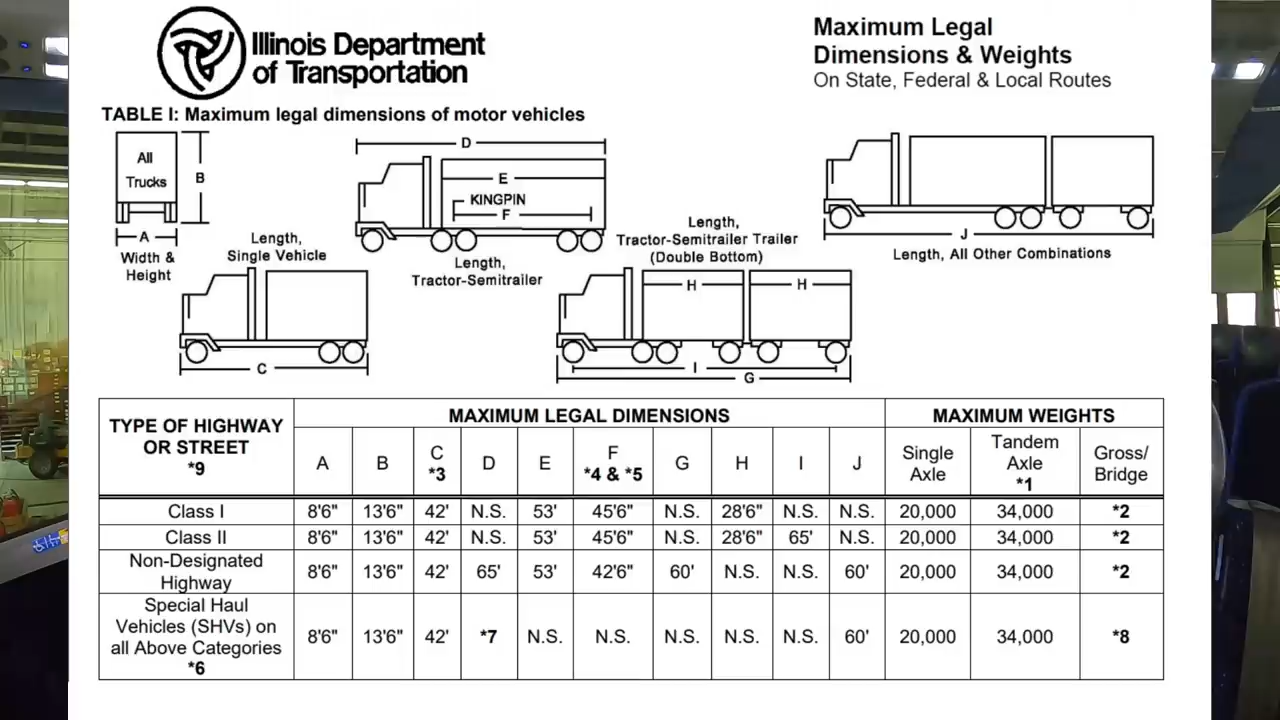 Illinois Department
of Transportation
Maximum Legal
Dimensions & Weights
On State, Federal & Local Routes
TABLE I: Maximum legal dimensions of motor vehicles
All
Trucks
B
A
Width &
Height
D
E
KINGPIN
F
Length,
Tractor-Semitrailer
J
Length, All Other Combinations
Length,
Single Vehicle
C
Length,
Tractor-Semitrailer Trailer
(Double Bottom)
H H
I
G
TYPE OF HIGHWAY
OR STREET
*9
MAXIMUM LEGAL DIMENSIONS
MAXIMUM WEIGHTS
A B C D E F G H I J
*3 *4 & *5
Single
Axle
Tandem
Axle
*1
Gross/
Bridge
Class I 8'6" 13'6" 42' N.S. 53' 45'6" N.S. 28'6" N.S. N.S. 20,000 34,000 *2
Class II 8'6" 13'6" 42' N.S. 53' 45'6" N.S. 28'6" 65' N.S. 20,000 34,000 *2
Non-Designated
Highway 8'6" 13'6" 42' 65' 53' 42'6" 60' N.S. N.S. 60' 20,000 34,000 *2
Special Haul
Vehicles (SHVs) on
all Above Categories
*6 8'6" 13'6" 42' *7 N.S. N.S. N.S. N.S. N.S. 60' 20,000 34,000 *8